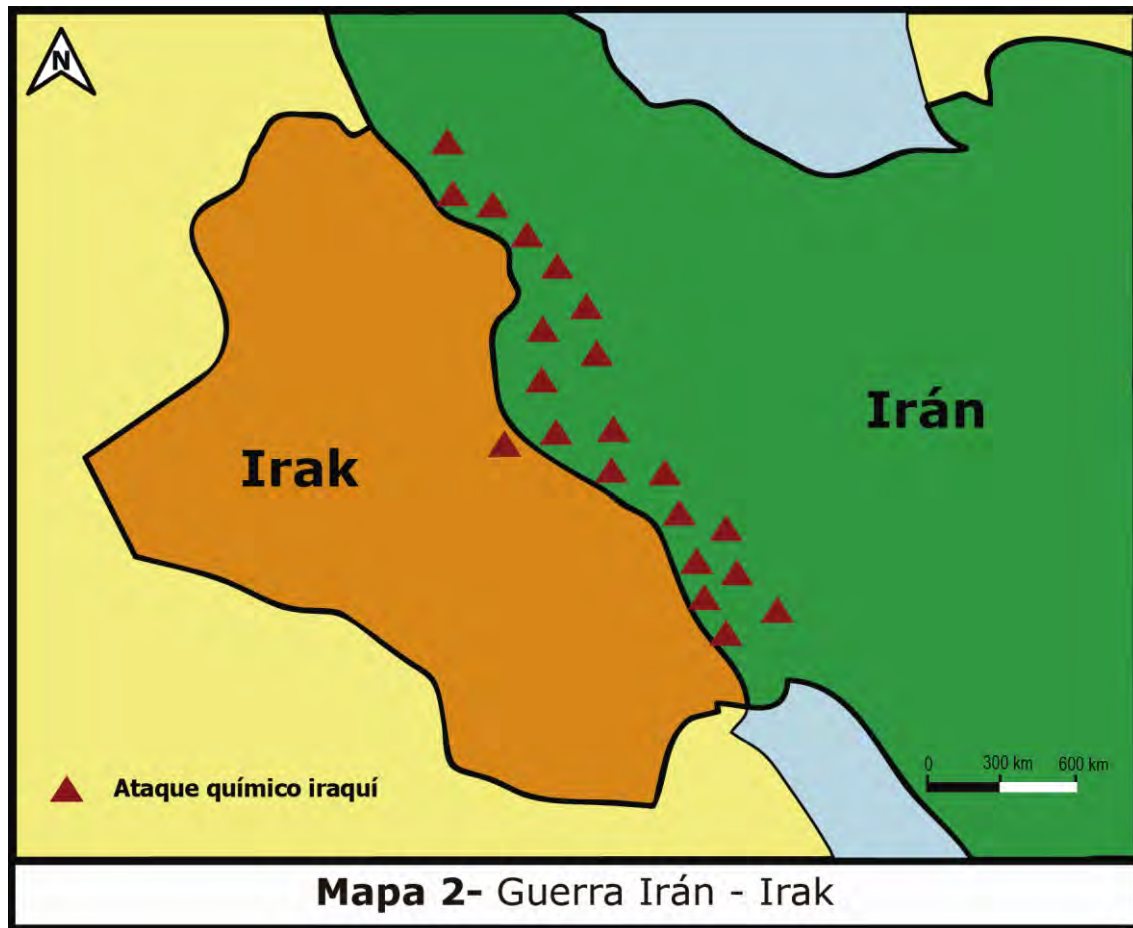 N
Irán
Irak
0 300 km 600 km
Ataque químico iraquí
Mapa 2- Guerra Irán - Irak